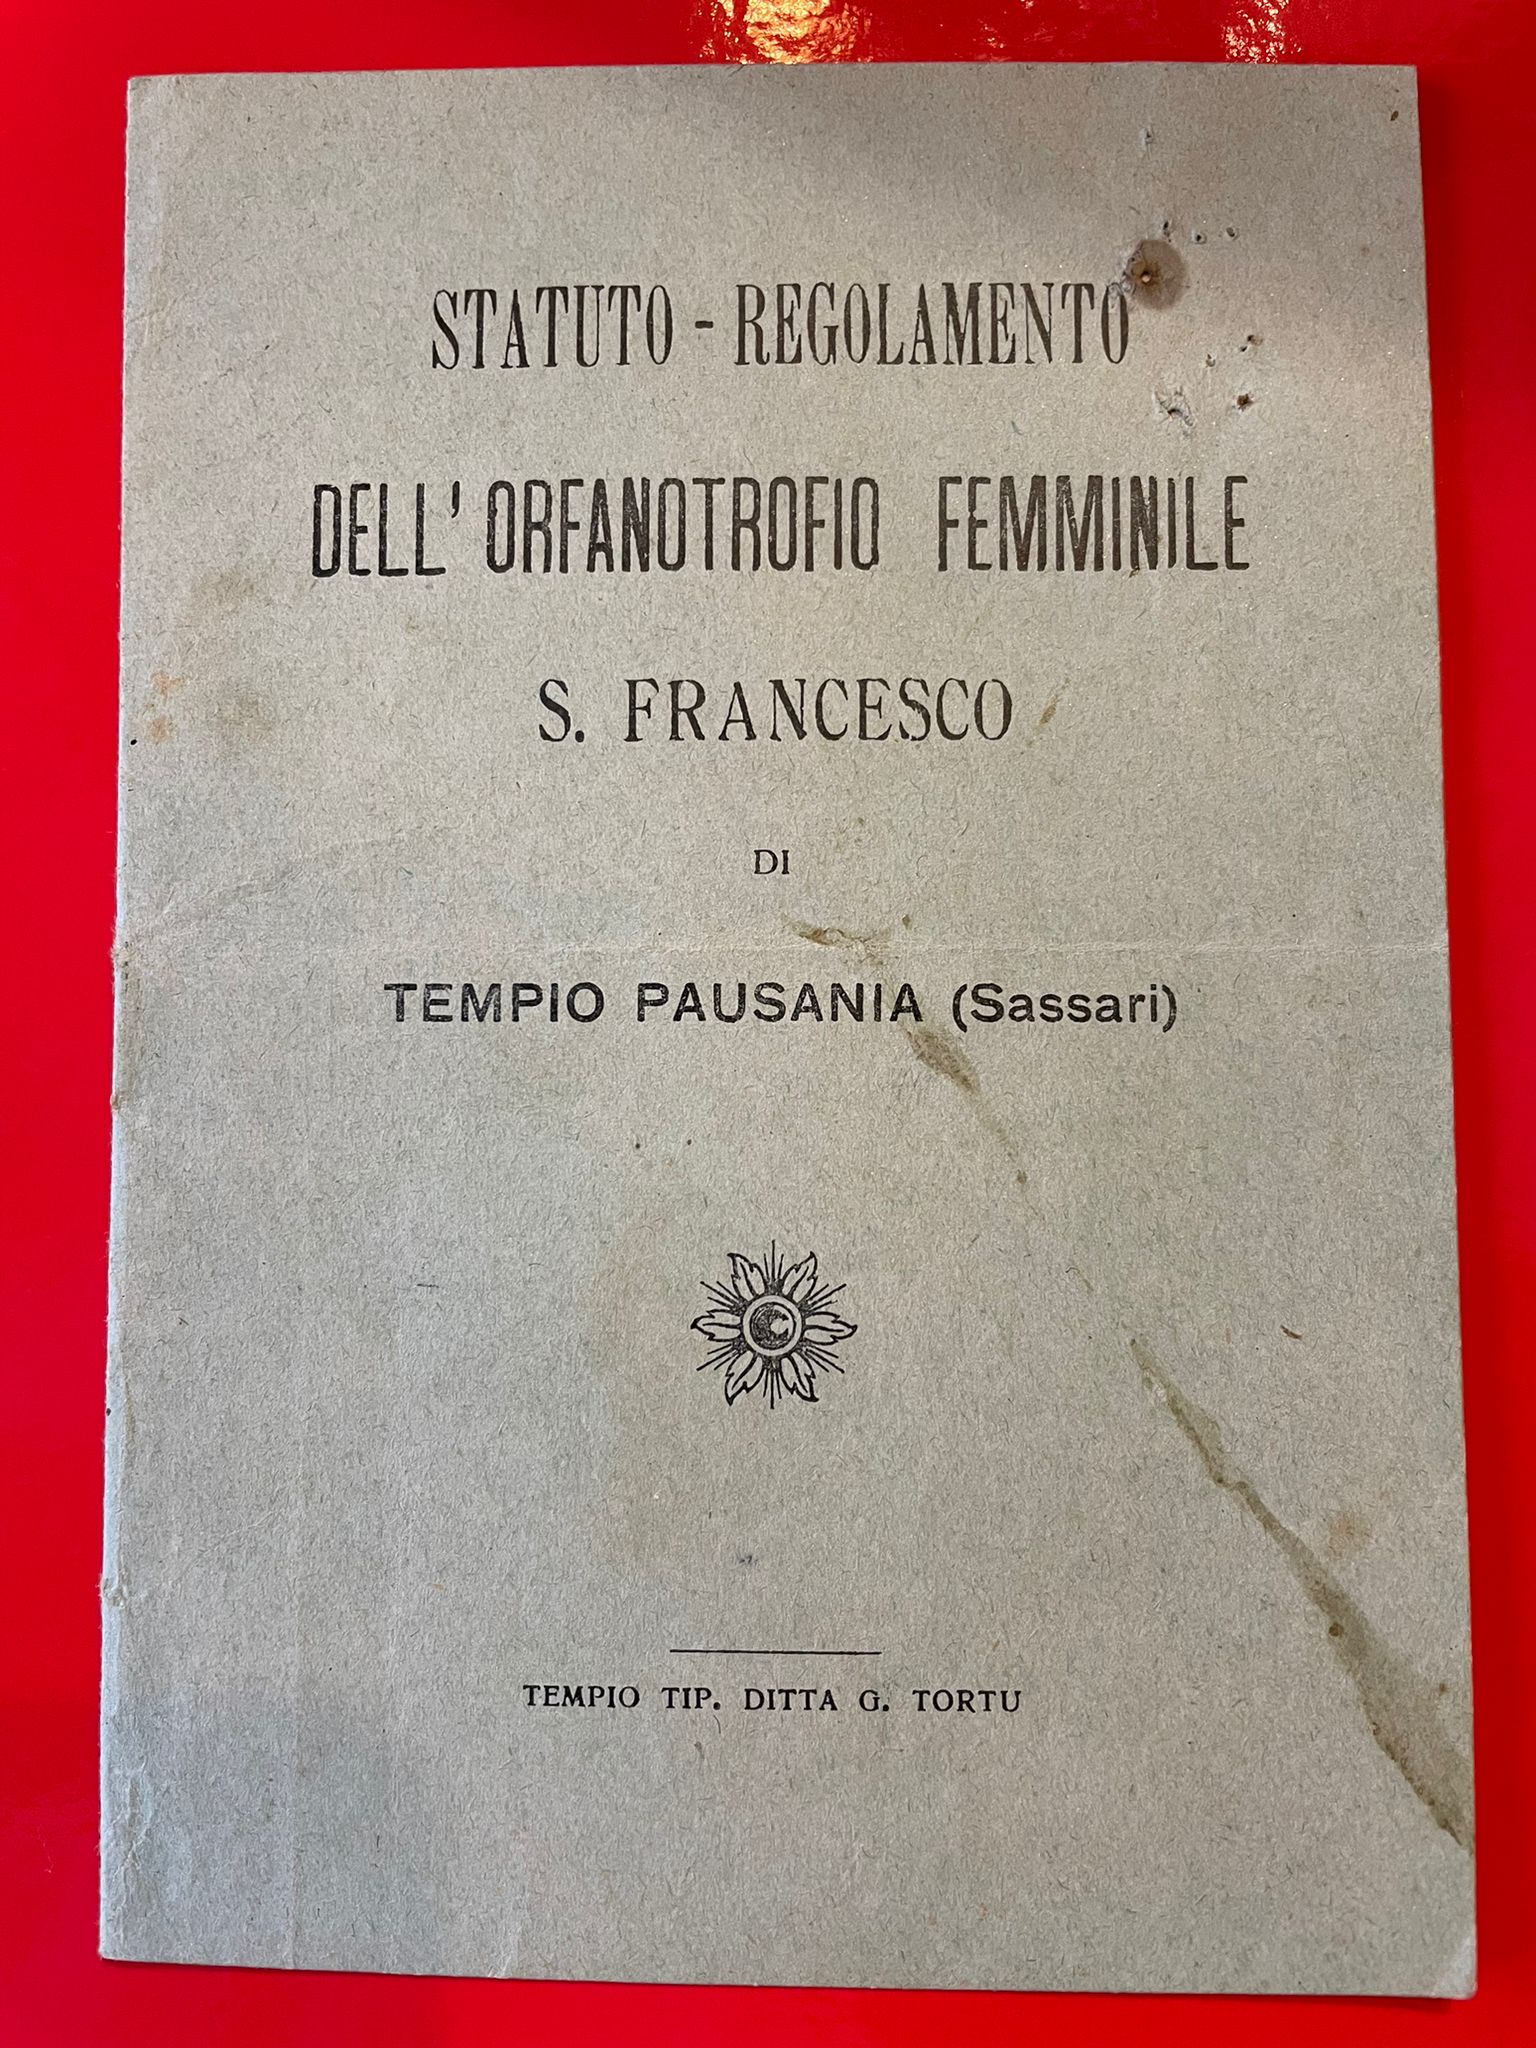 STATUTO - REGOLAMENTO
DELL'ORFANOTROFIO FEMMINILE
S. FRANCESCO
DI
TEMPIO PAUSANIA (Sassari)
TEMPIO TIP. DITTA G. TORTU